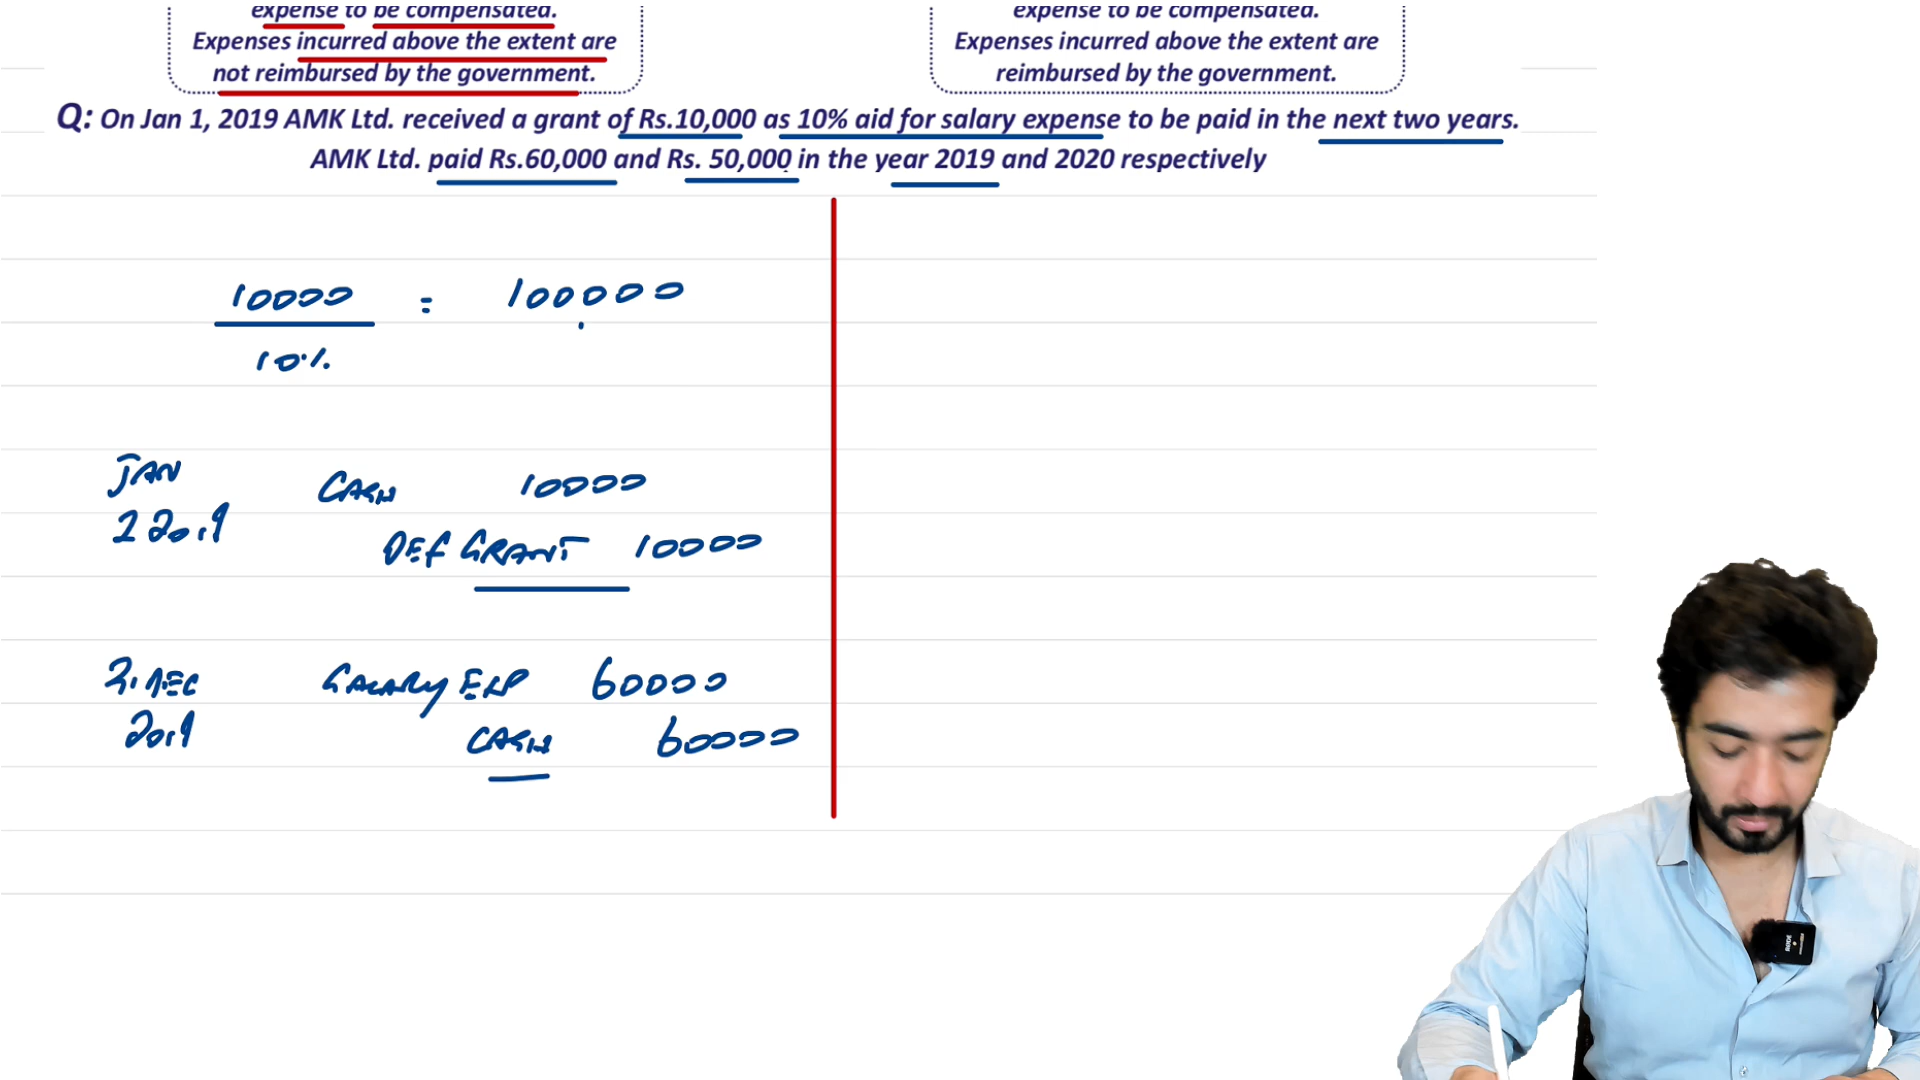 expense to be compensated.
Expenses incurred above the extent are
not reimbursed by the government.
expense to be compensated.
Expenses incurred above the extent are
reimbursed by the government.
Q: On Jan 1, 2019 AMK Ltd. received a grant of Rs.10,000 as 10% aid for salary expense to be paid in the next two years.
AMK Ltd. paid Rs.60,000 and Rs. 50,000 in the year 2019 and 2020 respectively
10000 = 100000
10%
JAN CASH 10000
1 2019
DEF GRANT 10000
31 DEC SALARY EXP 60000
2019 CASH 60000
RODE